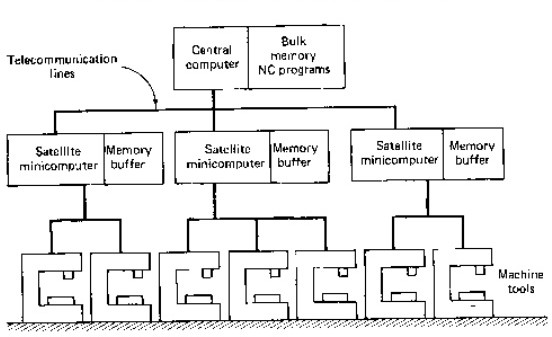 Central
computer
Bulk
memory
NC programs
Telecommunication
lines
Satellite
minicomputer
Memory
buffer
Satellite
minicomputer
Memory
buffer
Satellite
minicomputer
Memory
buffer
Machine
tools